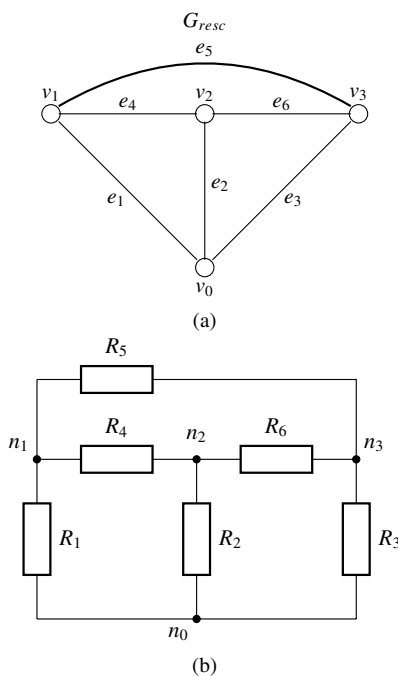 G_resc
e5
v1 v2 v3
e4 e6
e2
e1 e3
v0
(a)
R5
n1 n2 n3
R4 R6
R1 R2 R3
n0
(b)